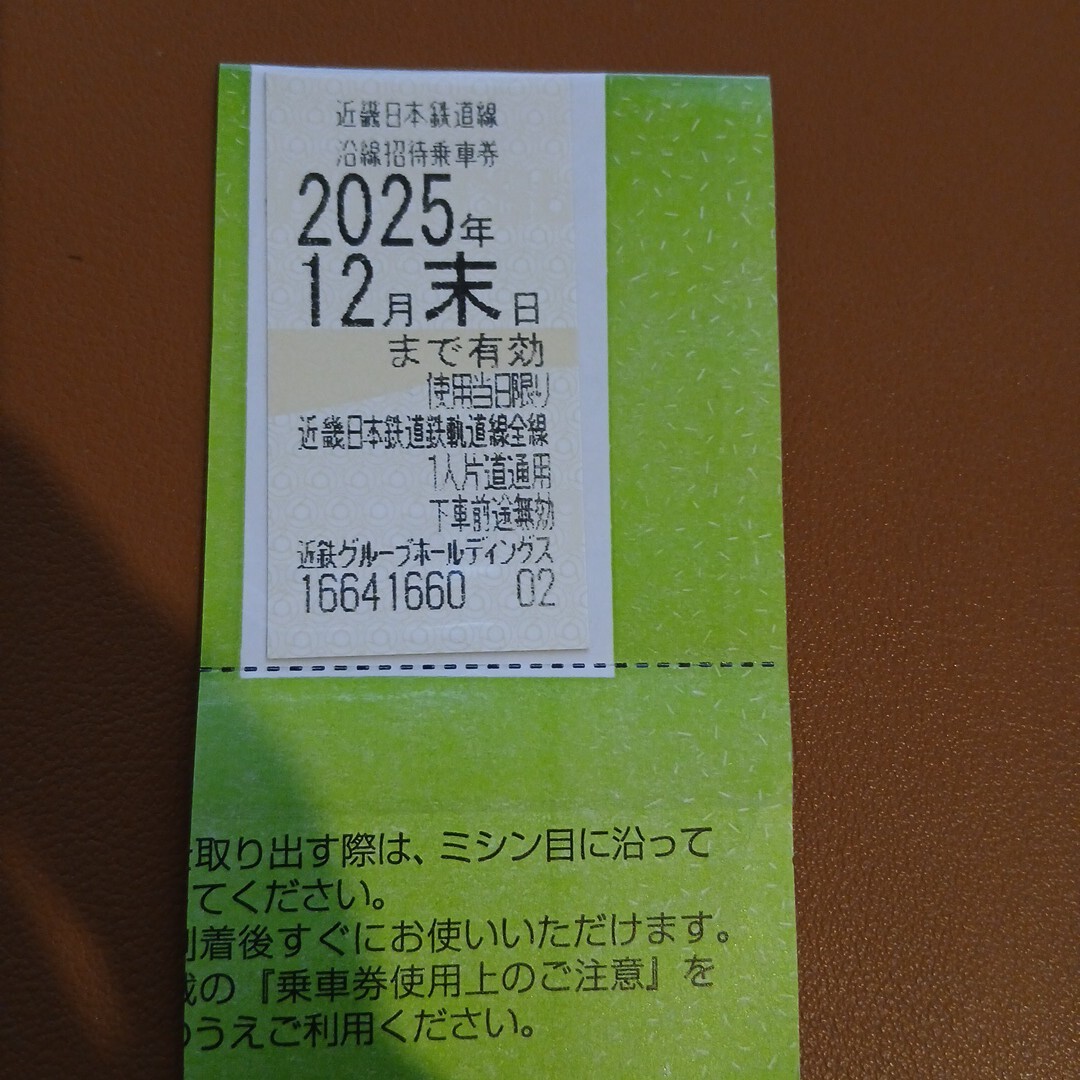 近畿日本鉄道線
沿線招待乗車券
2025年
12月末日
まで有効
使用当日限り
近畿日本鉄道鉄軌道線全線
1人片道通用
下車前途無効
近鉄グループホールディングス
16641660 02
取り出す際は、ミシン目に沿って
てください。
着後すぐにお使いいただけます。
の『乗車券使用上のご注意』を
うえご利用ください。